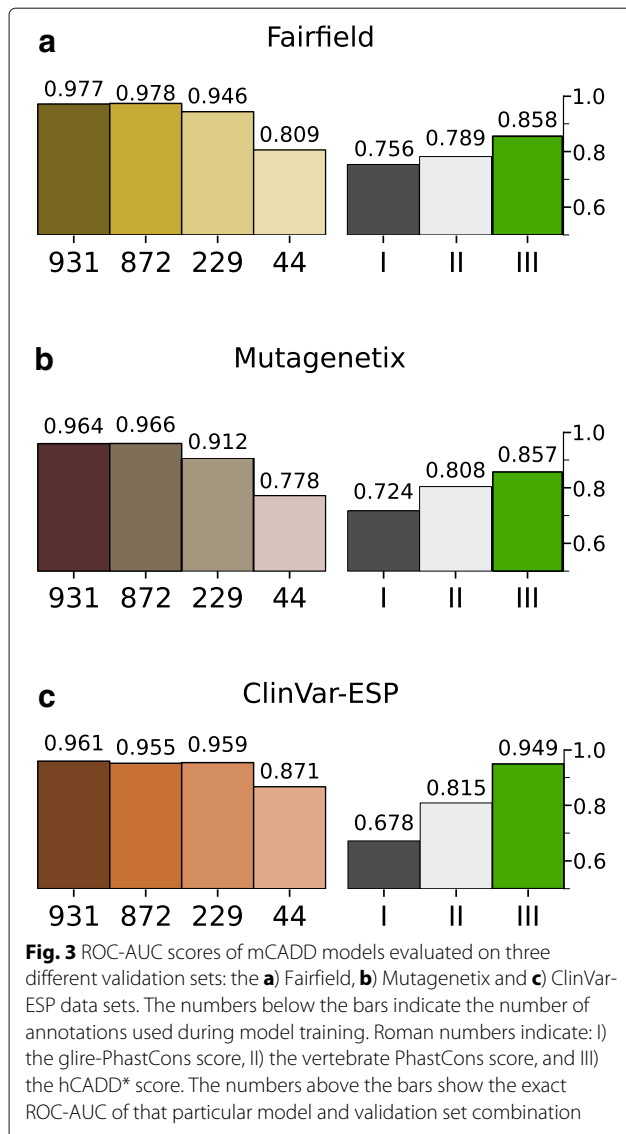 a
Fairfield
0.977 0.978 0.946 0.809 0.756 0.789 0.858
1.0
0.8
0.6
931 872 229 44 I II III
b
Mutagenetix
0.964 0.966 0.912 0.778 0.724 0.808 0.857
1.0
0.8
0.6
931 872 229 44 I II III
c
ClinVar-ESP
0.961 0.955 0.959 0.871 0.678 0.815 0.949
1.0
0.8
0.6
931 872 229 44 I II III
Fig. 3 ROC-AUC scores of mCADD models evaluated on three
different validation sets: the a) Fairfield, b) Mutagenetix and c) ClinVar-
ESP data sets. The numbers below the bars indicate the number of
annotations used during model training. Roman numbers indicate: I)
the glire-PhastCons score, II) the vertebrate PhastCons score, and III)
the hCADD* score. The numbers above the bars show the exact
ROC-AUC of that particular model and validation set combination